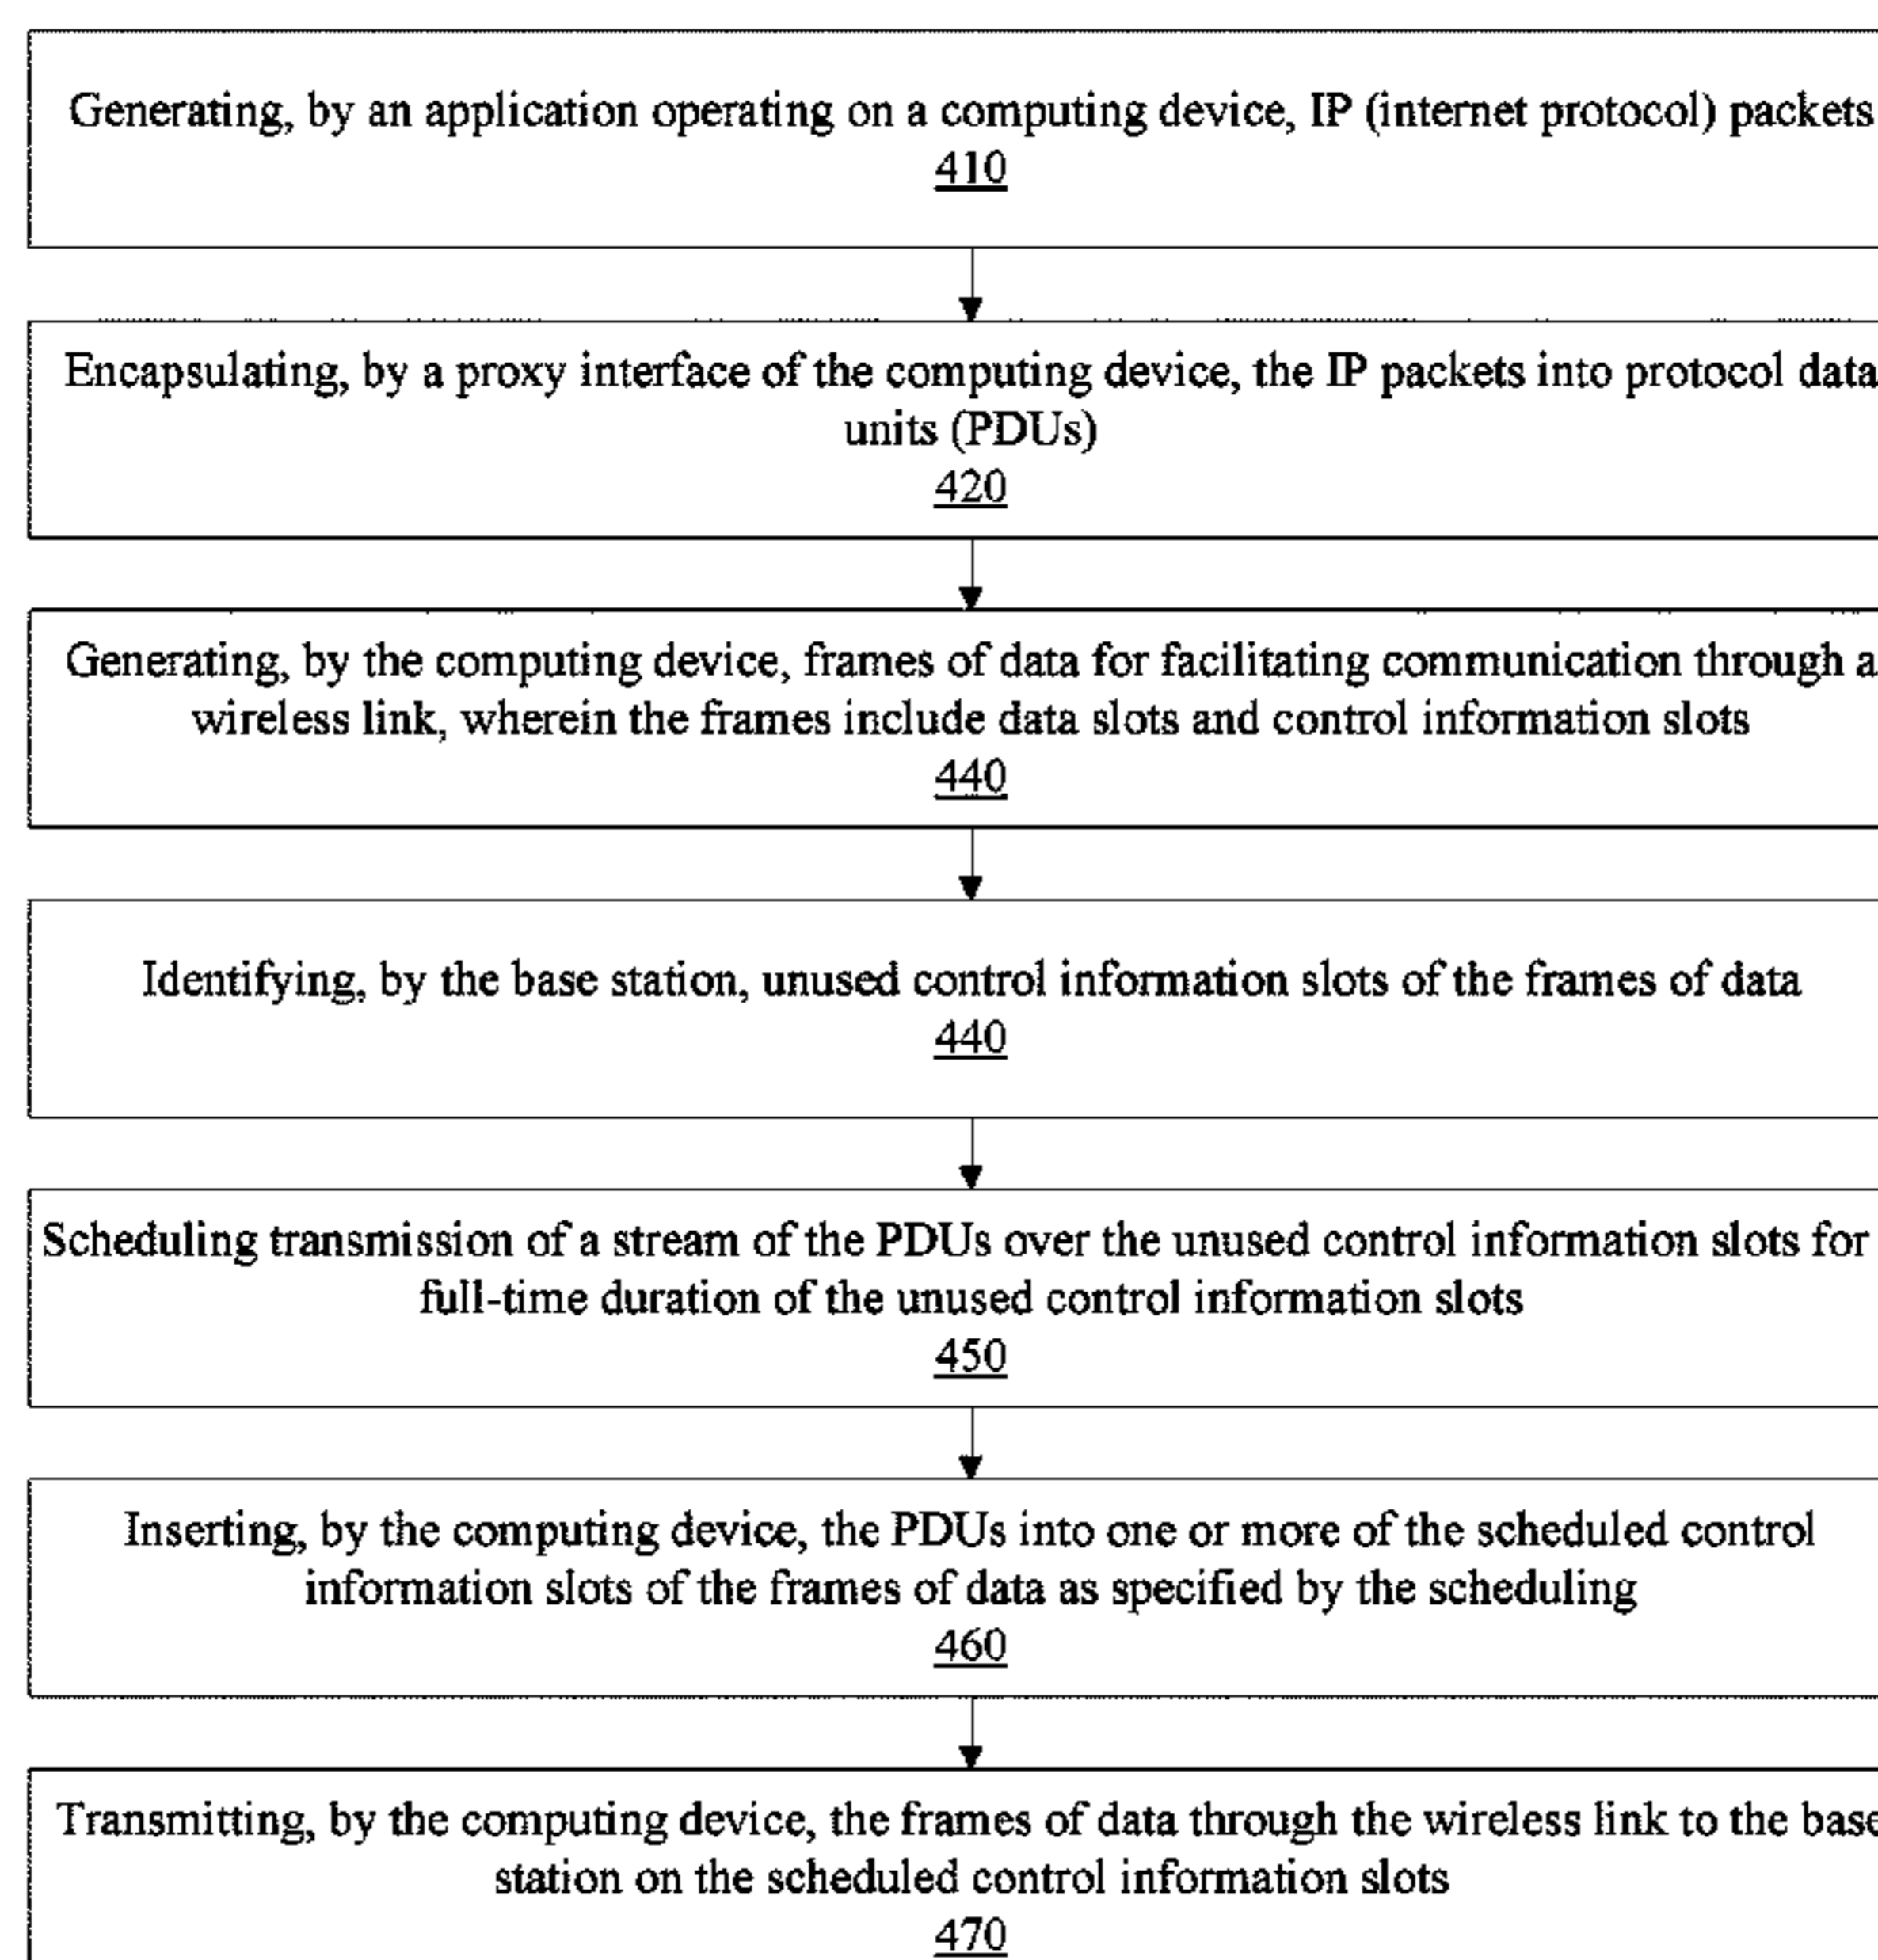 Generating, by an application operating on a computing device, IP (internet protocol) packets
410
Encapsulating, by a proxy interface of the computing device, the IP packets into protocol data
units (PDUs)
420
Generating, by the computing device, frames of data for facilitating communication through a
wireless link, wherein the frames include data slots and control information slots
440
Identifying, by the base station, unused control information slots of the frames of data
440
Scheduling transmission of a stream of the PDUs over the unused control information slots for
full-time duration of the unused control information slots
450
Inserting, by the computing device, the PDUs into one or more of the scheduled control
information slots of the frames of data as specified by the scheduling
460
Transmitting, by the computing device, the frames of data through the wireless link to the base
station on the scheduled control information slots
470